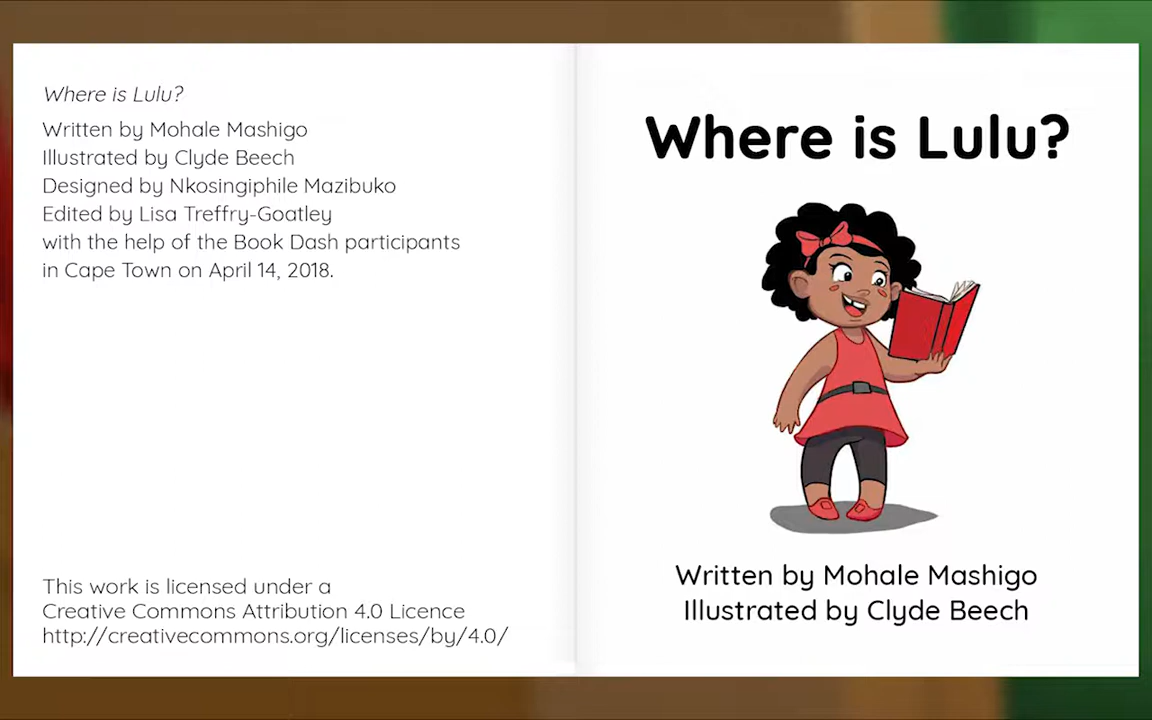 Where is Lulu?
Written by Mohale Mashigo
Illustrated by Clyde Beech
Designed by Nkosingiphile Mazibuko
Edited by Lisa Treffry-Goatley
with the help of the Book Dash participants
in Cape Town on April 14, 2018.
This work is licensed under a
Creative Commons Attribution 4.0 Licence
http://creativecommons.org/licenses/by/4.0/
Where is Lulu?
Written by Mohale Mashigo
Illustrated by Clyde Beech